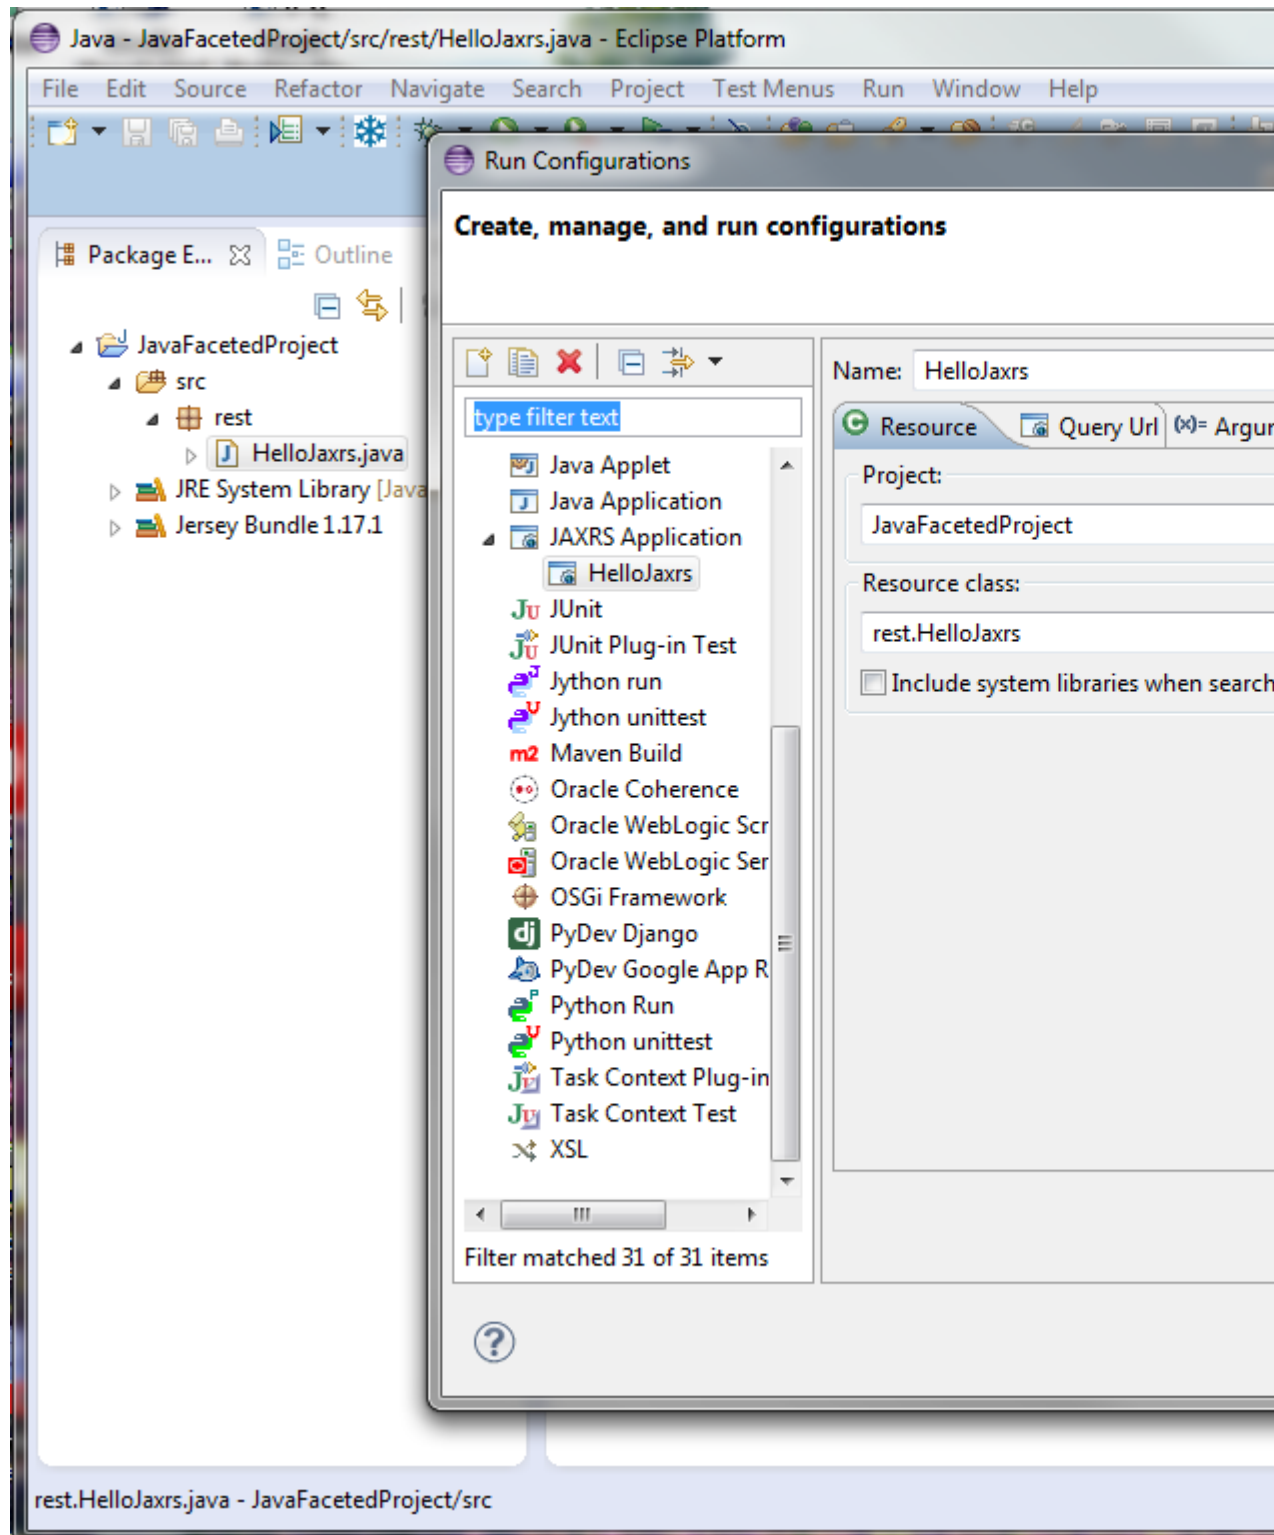 Java - JavaFacetedProject/src/rest/HelloJaxrs.java - Eclipse Platform
File Edit Source Refactor Navigate Search Project Test Menus Run Window Help
Run Configurations
Create, manage, and run configurations
Package E... Outline
JavaFacetedProject
src
rest
HelloJaxrs.java
JRE System Library [Java
Jersey Bundle 1.17.1
type filter text
Java Applet
Java Application
JAXRS Application
HelloJaxrs
JUnit
JUnit Plug-in Test
Jython run
Jython unittest
m2 Maven Build
Oracle Coherence
Oracle WebLogic Scr
Oracle WebLogic Ser
OSGi Framework
dj PyDev Django
PyDev Google App R
Python Run
Python unittest
Task Context Plug-in
Task Context Test
XSL
Filter matched 31 of 31 items
Name: HelloJaxrs
Resource Query Url (x)= Argur
Project:
JavaFacetedProject
Resource class:
rest.HelloJaxrs
Include system libraries when search
rest.HelloJaxrs.java - JavaFacetedProject/src